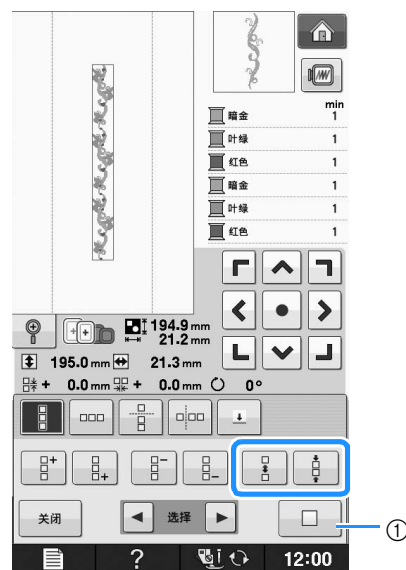 min
暗金 1
叶绿 1
红色 1
暗金 1
叶绿 1
红色 1
194.9 mm
21.2 mm
195.0 mm 21.3 mm
+ 0.0 mm + 0.0 mm 0°
关闭 选择
①
? 12:00